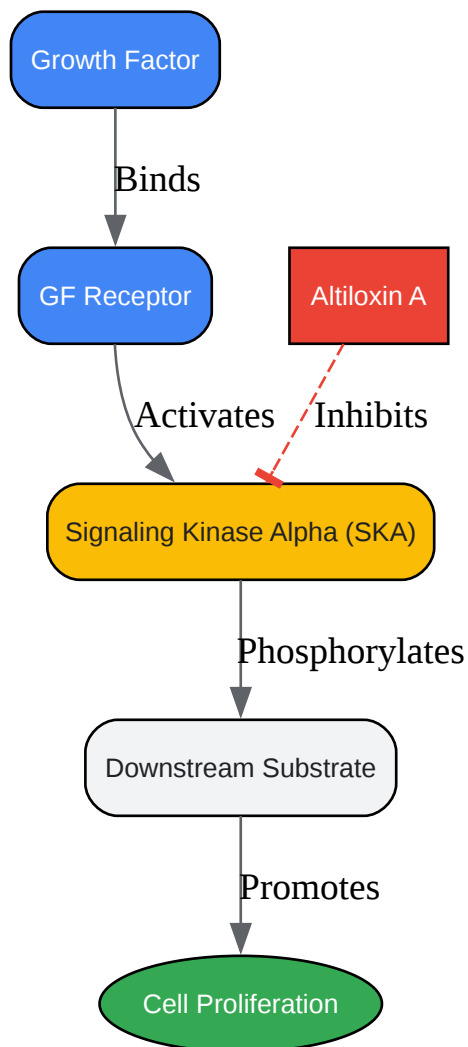 Growth Factor
Binds
GF Receptor
Altiloxin A
Activates
Inhibits
Signaling Kinase Alpha (SKA)
Phosphorylates
Downstream Substrate
Promotes
Cell Proliferation